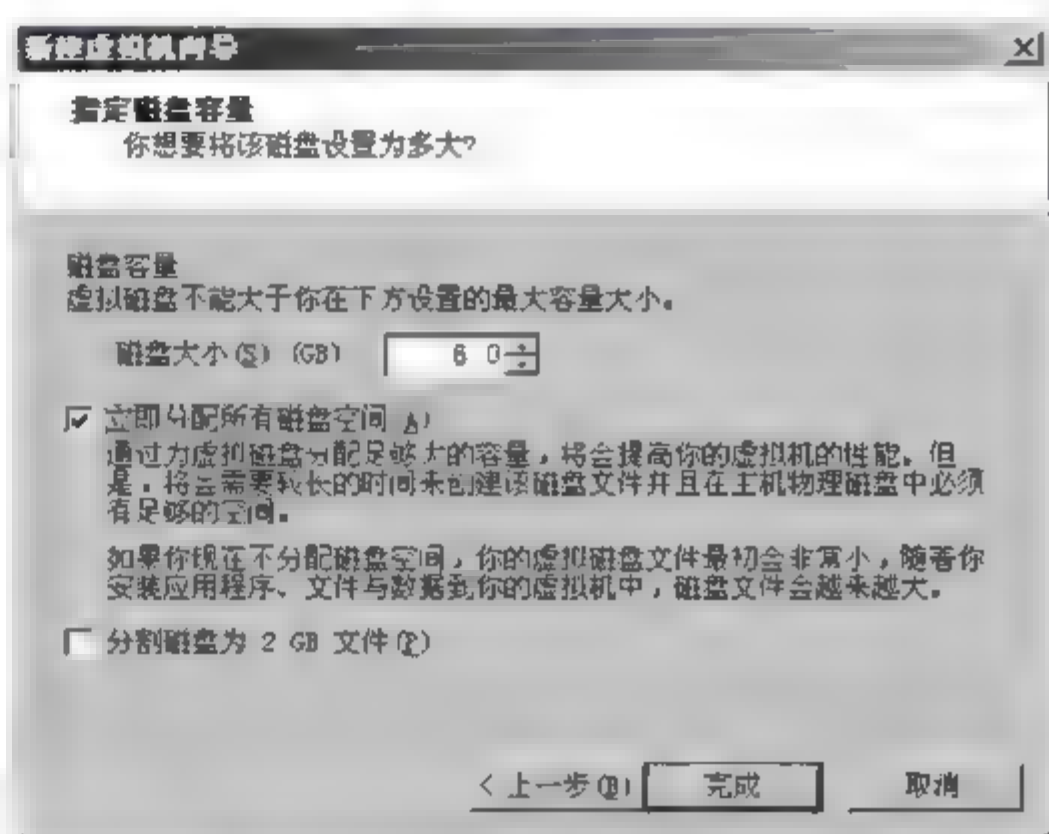 新建虚拟机向导
指定磁盘容量
你想要将该磁盘设置为多大?
磁盘容量
虚拟磁盘不能大于你在下方设置的最大容量大小。
磁盘大小(S) (GB)
8 0
立即分配所有磁盘空间 A)
通过为虚拟磁盘分配足够大的容量，将会提高你的虚拟机的性能。但
是，将会需要较长的时间来创建该磁盘文件并且在主机物理磁盘中必须
有足够的空间。
如果你现在不分配磁盘空间，你的虚拟磁盘文件最初会非常小，随著你
安装应用程序、文件与数据到你的虚拟机中，磁盘文件会越来越大。
分割磁盘为 2 GB 文件(P)
< 上一步(B)
完成
取消